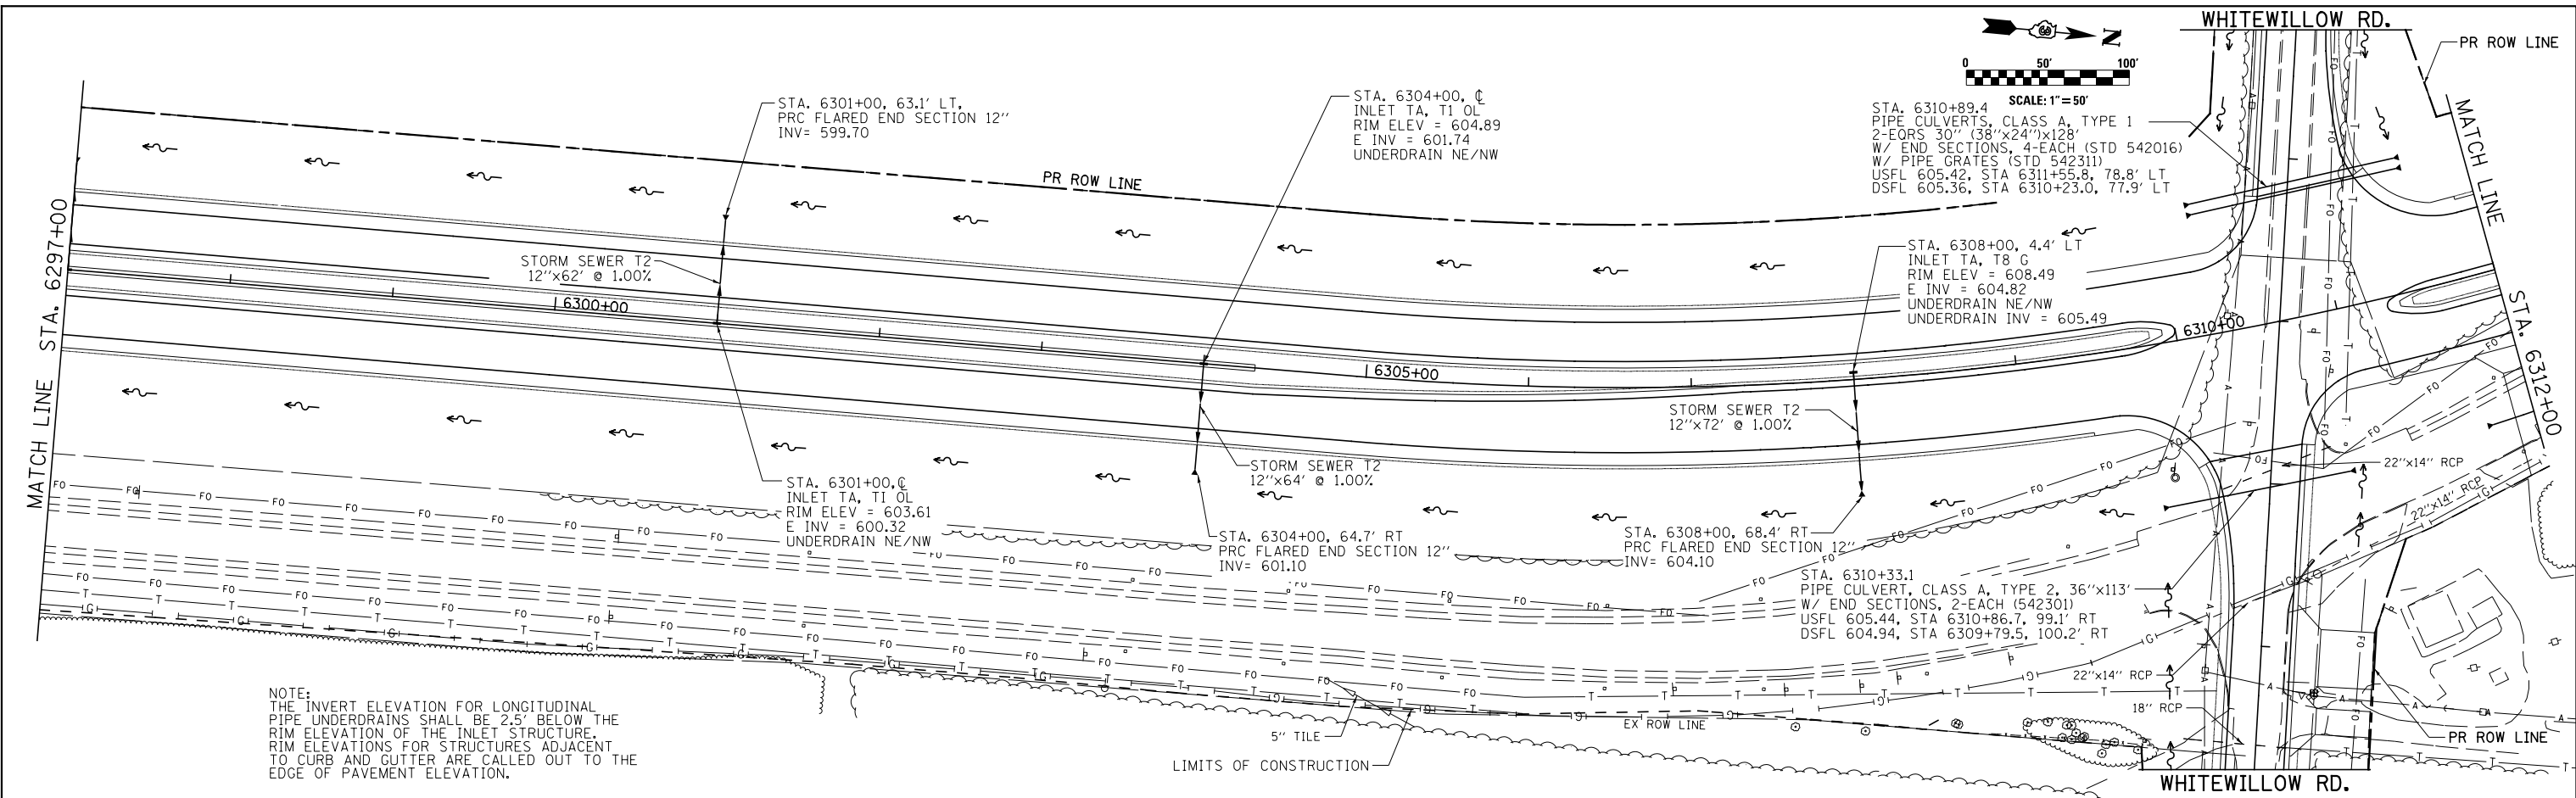 WHITEWILLOW RD.
PR ROW LINE
N
0 50' 100'
SCALE: 1"=50'
STA. 6301+00, 63.1' LT,
PRC FLARED END SECTION 12"
INV= 599.70
STA. 6304+00, ℄
INLET TA, T1 OL
RIM ELEV = 604.89
E INV = 601.74
UNDERDRAIN NE/NW
STA. 6310+89.4
PIPE CULVERTS, CLASS A, TYPE 1
2-EQRS 30" (38"x24")x128'
W/ END SECTIONS, 4-EACH (STD 542016)
W/ PIPE GRATES (STD 542311)
USFL 605.42, STA 6311+55.8, 78.8' LT
DSFL 605.36, STA 6310+23.0, 77.9' LT
MATCH LINE STA. 6312+00
PR ROW LINE
MATCH LINE STA. 6297+00
STORM SEWER T2
12"x62' @ 1.00%
6300+00
STA. 6308+00, 4.4' LT
INLET TA, T8 G
RIM ELEV = 608.49
E INV = 604.82
UNDERDRAIN NE/NW
UNDERDRAIN INV = 605.49
6310+00
6305+00
STORM SEWER T2
12"x72' @ 1.00%
STORM SEWER T2
12"x64' @ 1.00%
22"x14" RCP
22"x14" RCP
STA. 6301+00,℄
INLET TA, T1 OL
RIM ELEV = 603.61
E INV = 600.32
UNDERDRAIN NE/NW
STA. 6304+00, 64.7' RT
PRC FLARED END SECTION 12"
INV= 601.10
STA. 6308+00, 68.4' RT
PRC FLARED END SECTION 12"
INV= 604.10
STA. 6310+33.1
PIPE CULVERT, CLASS A, TYPE 2, 36"x113'
W/ END SECTIONS, 2-EACH (542301)
USFL 605.44, STA 6310+86.7, 99.1' RT
DSFL 604.94, STA 6309+79.5, 100.2' RT
22"x14" RCP
18" RCP
EX ROW LINE
5" TILE
LIMITS OF CONSTRUCTION
PR ROW LINE
WHITEWILLOW RD.
NOTE:
THE INVERT ELEVATION FOR LONGITUDINAL
PIPE UNDERDRAINS SHALL BE 2.5' BELOW THE
RIM ELEVATION OF THE INLET STRUCTURE.
RIM ELEVATIONS FOR STRUCTURES ADJACENT
TO CURB AND GUTTER ARE CALLED OUT TO THE
EDGE OF PAVEMENT ELEVATION.